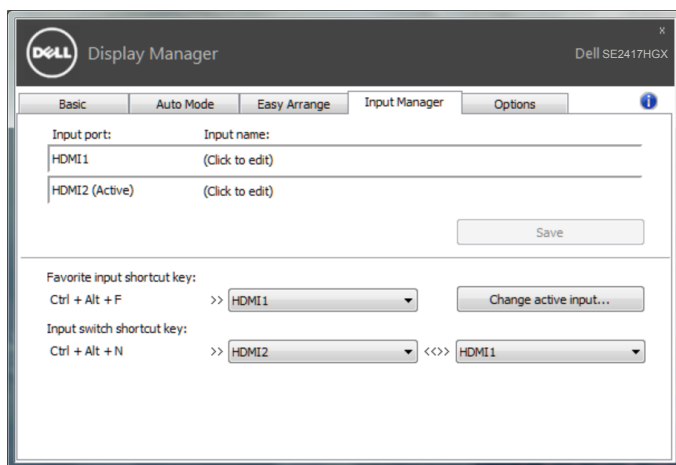 x
DELL Display Manager Dell SE2417HGX
Basic Auto Mode Easy Arrange Input Manager Options i
Input port: Input name:
HDMI1 (Click to edit)
HDMI2 (Active) (Click to edit)
Save
Favorite input shortcut key:
Ctrl + Alt + F >> HDMI1 Change active input...
Input switch shortcut key:
Ctrl + Alt + N >> HDMI2 <<>> HDMI1